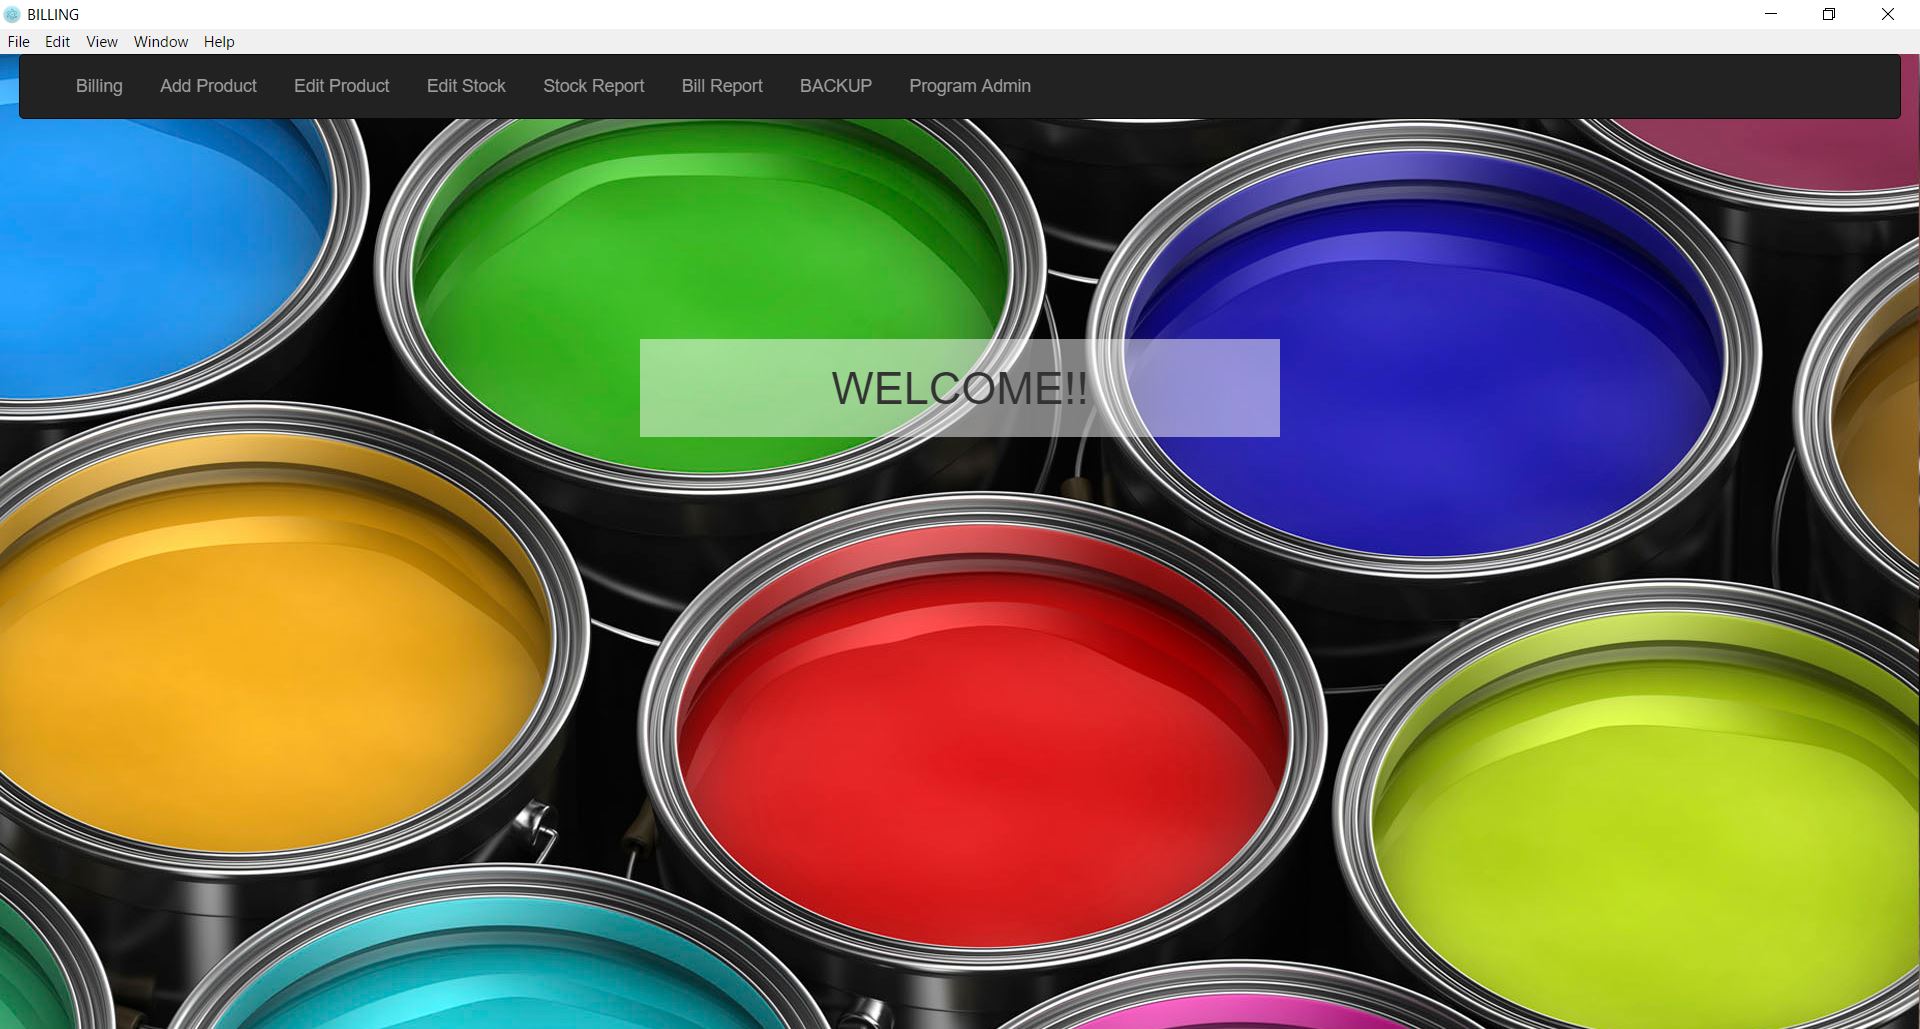 BILLING
File Edit View Window Help
Billing Add Product Edit Product Edit Stock Stock Report Bill Report BACKUP Program Admin
WELCOME!!